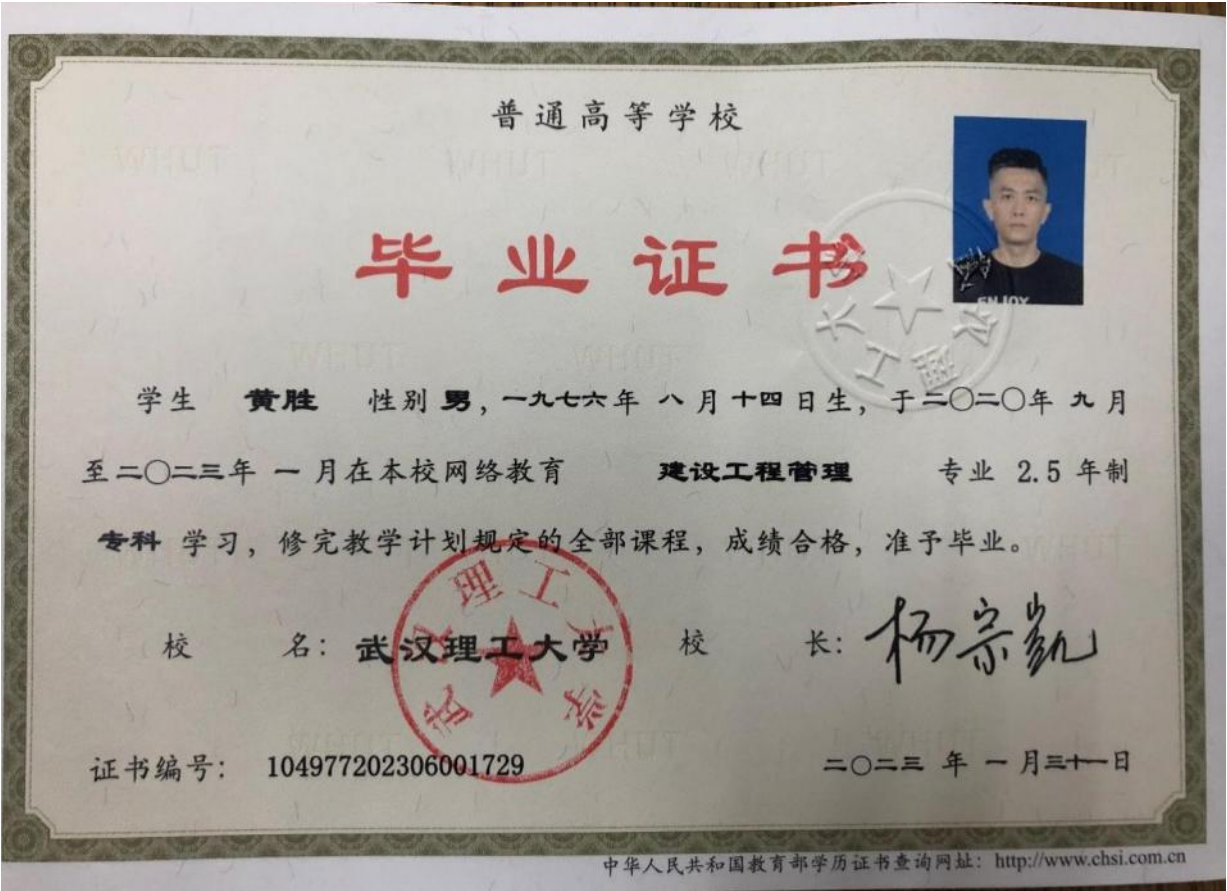 普通高等学校
毕业证书
学生 黄胜 性别 男，一九七六年 八 月 十四 日生，于二〇二〇年 九 月
至二〇二三年 一 月在本校网络教育 建设工程管理 专业 2.5 年制
专科 学习，修完教学计划规定的全部课程，成绩合格，准予毕业。
校 名：武汉理工大学 校 长：杨宗凯
武汉理工大学
证书编号： 104977202306001729 二〇二三 年 一 月三十一日
中华人民共和国教育部学历证书查询网址：http://www.chsi.com.cn
ENJOY